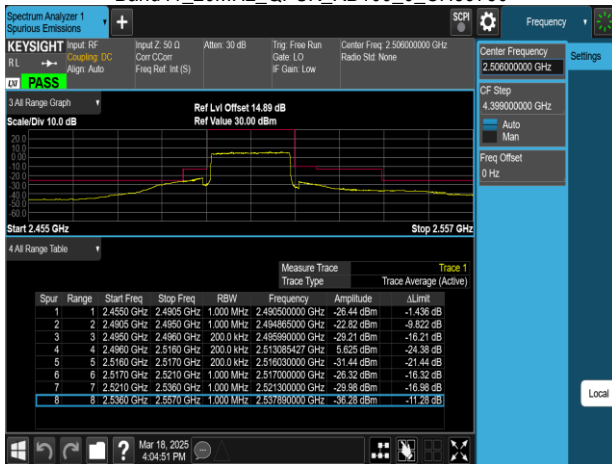 Spectrum Analyzer 1
Spurious Emissions
+
SCPI
Frequency
KEYSIGHT
RL
Input: RF
Coupling: DC
Align: Auto
Input Z: 50 Ω
Corr CCorr
Freq Ref: Int (S)
Atten: 30 dB
Trig: Free Run
Gate: LO
IF Gain: Low
Center Freq: 2.506000000 GHz
Radio Std: None
LXI PASS
Center Frequency
2.506000000 GHz
Settings
CF Step
4.399000000 GHz
Auto
Man
Freq Offset
0 Hz
3 All Range Graph
Scale/Div 10.0 dB
Ref Lvl Offset 14.89 dB
Ref Value 30.00 dBm
20.0
10.0
0.00
-10.0
-20.0
-30.0
-40.0
-50.0
-60.0
Start 2.455 GHz
Stop 2.557 GHz
4 All Range Table
Measure Trace Trace 1
Trace Type Trace Average (Active)
Spur Range Start Freq Stop Freq RBW Frequency Amplitude ΔLimit
1 1 2.4550 GHz 2.4905 GHz 1.000 MHz 2.490500000 GHz -26.44 dBm -1.436 dB
2 2 2.4905 GHz 2.4950 GHz 1.000 MHz 2.494865000 GHz -22.82 dBm -9.822 dB
3 3 2.4950 GHz 2.4960 GHz 200.0 kHz 2.495990000 GHz -29.21 dBm -16.21 dB
4 4 2.4960 GHz 2.5160 GHz 200.0 kHz 2.513085427 GHz 5.625 dBm -24.38 dB
5 5 2.5160 GHz 2.5170 GHz 200.0 kHz 2.516030000 GHz -31.44 dBm -21.44 dB
6 6 2.5170 GHz 2.5210 GHz 1.000 MHz 2.517000000 GHz -26.32 dBm -16.32 dB
7 7 2.5210 GHz 2.5360 GHz 1.000 MHz 2.521300000 GHz -29.98 dBm -16.98 dB
8 8 2.5360 GHz 2.5570 GHz 1.000 MHz 2.537890000 GHz -36.28 dBm -11.28 dB
Local
?
Mar 18, 2025
4:04:51 PM